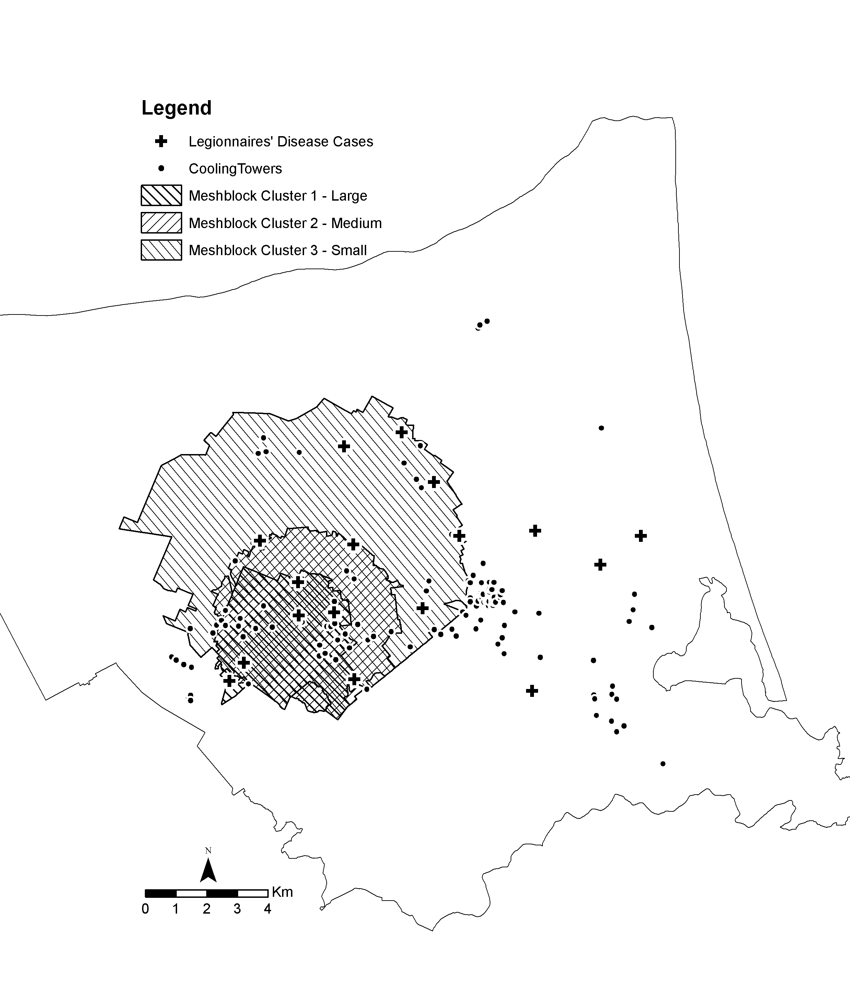 Legend
Legionnaires' Disease Cases
CoolingTowers
Meshblock Cluster 1 - Large
Meshblock Cluster 2 - Medium
Meshblock Cluster 3 - Small
N
Km
0 1 2 3 4